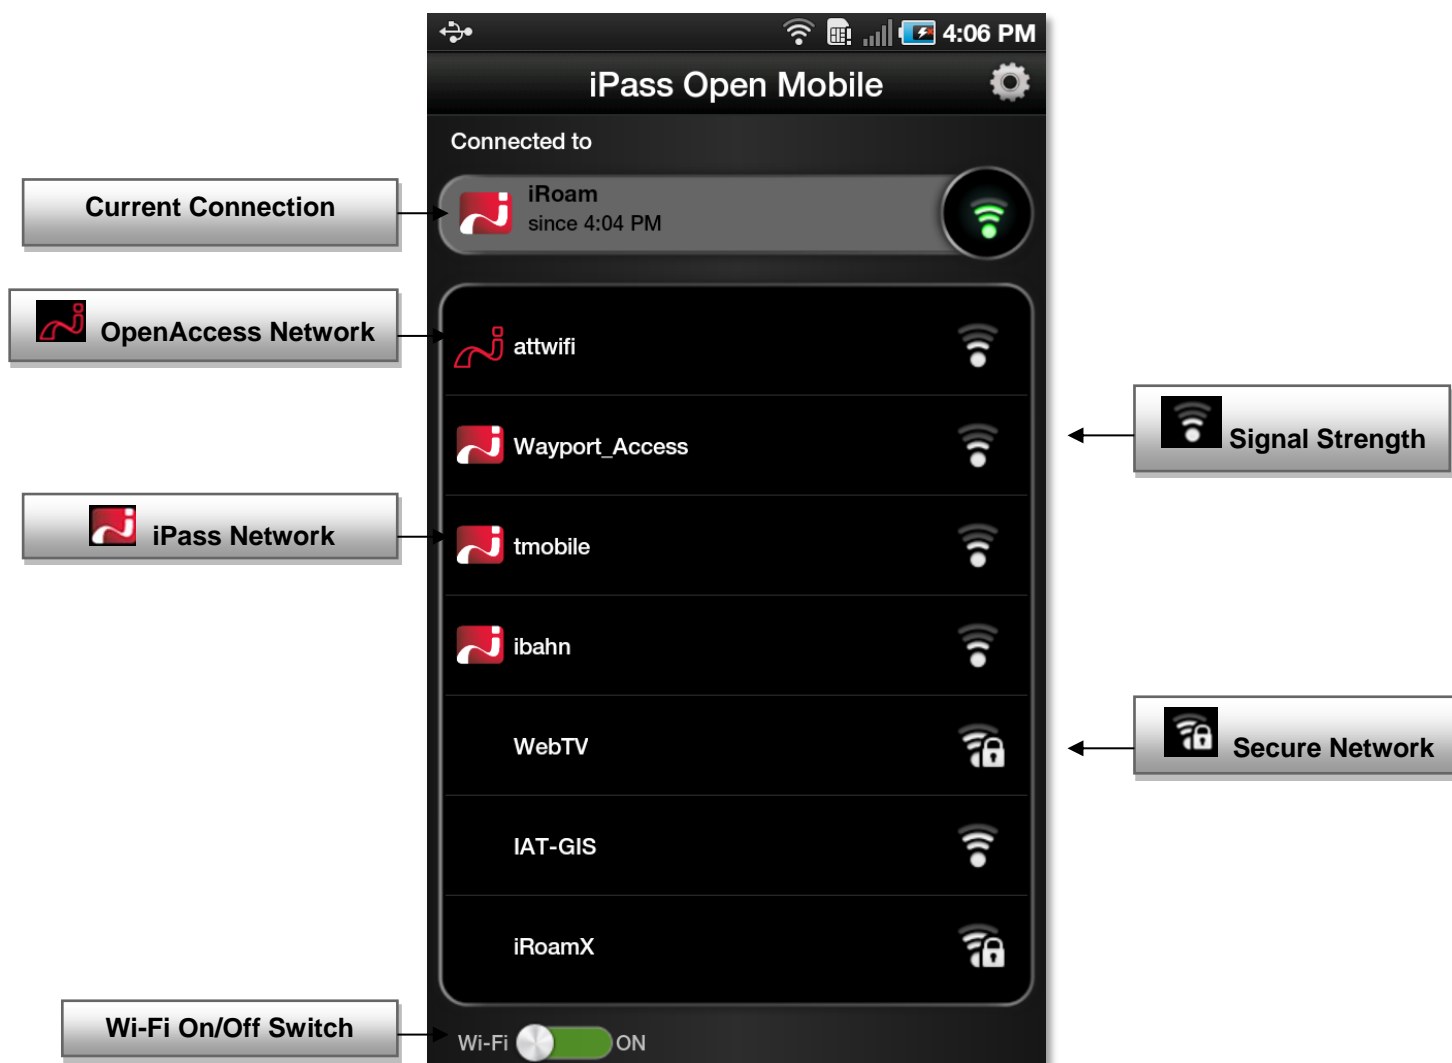 4:06 PM
iPass Open Mobile
Connected to
Current Connection
iRoam
since 4:04 PM
OpenAccess Network
attwifi
Signal Strength
Wayport_Access
iPass Network
tmobile
ibahn
Secure Network
WebTV
IAT-GIS
iRoamX
Wi-Fi On/Off Switch
Wi-Fi ON